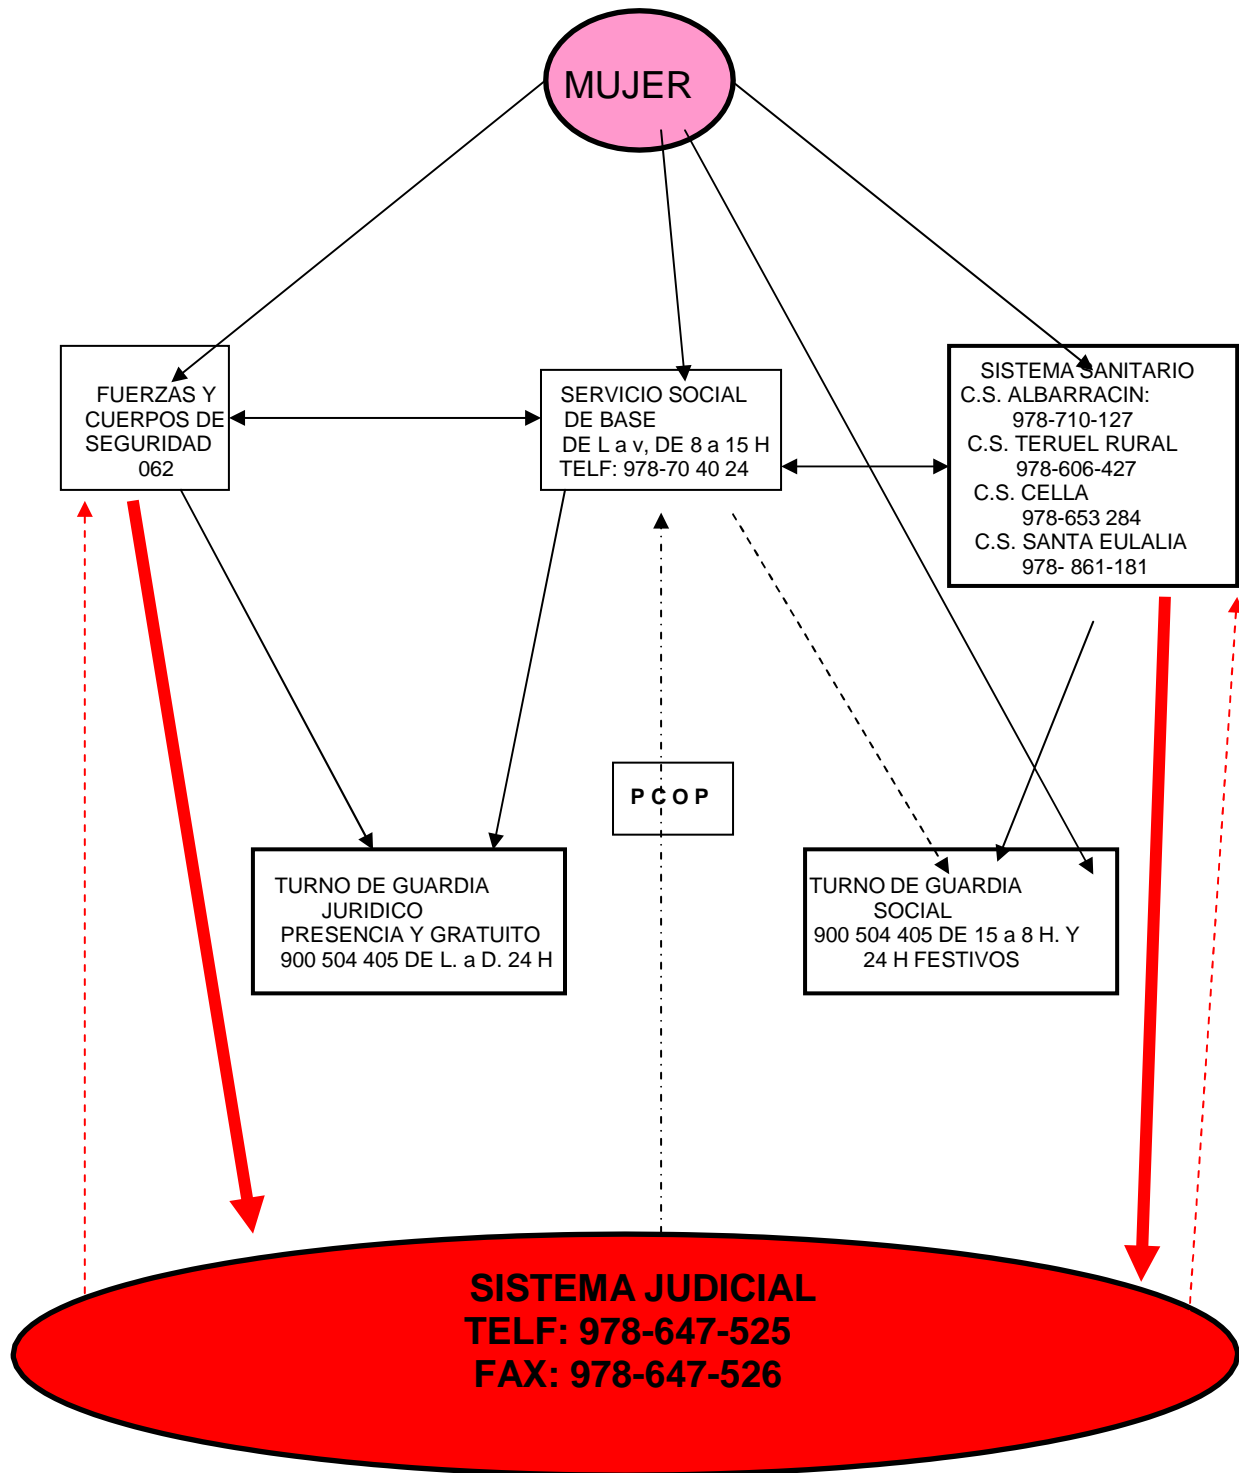 MUJER
FUERZAS Y
CUERPOS DE
SEGURIDAD
062
SERVICIO SOCIAL
DE BASE
DE L a v, DE 8 a 15 H
TELF: 978-70 40 24
SISTEMA SANITARIO
C.S. ALBARRACIN:
978-710-127
C.S. TERUEL RURAL
978-606-427
C.S. CELLA
978-653 284
C.S. SANTA EULALIA
978- 861-181
P C O P
TURNO DE GUARDIA
JURIDICO
PRESENCIA Y GRATUITO
900 504 405 DE L. a D. 24 H
TURNO DE GUARDIA
SOCIAL
900 504 405 DE 15 a 8 H. Y
24 H FESTIVOS
SISTEMA JUDICIAL
TELF: 978-647-525
FAX: 978-647-526